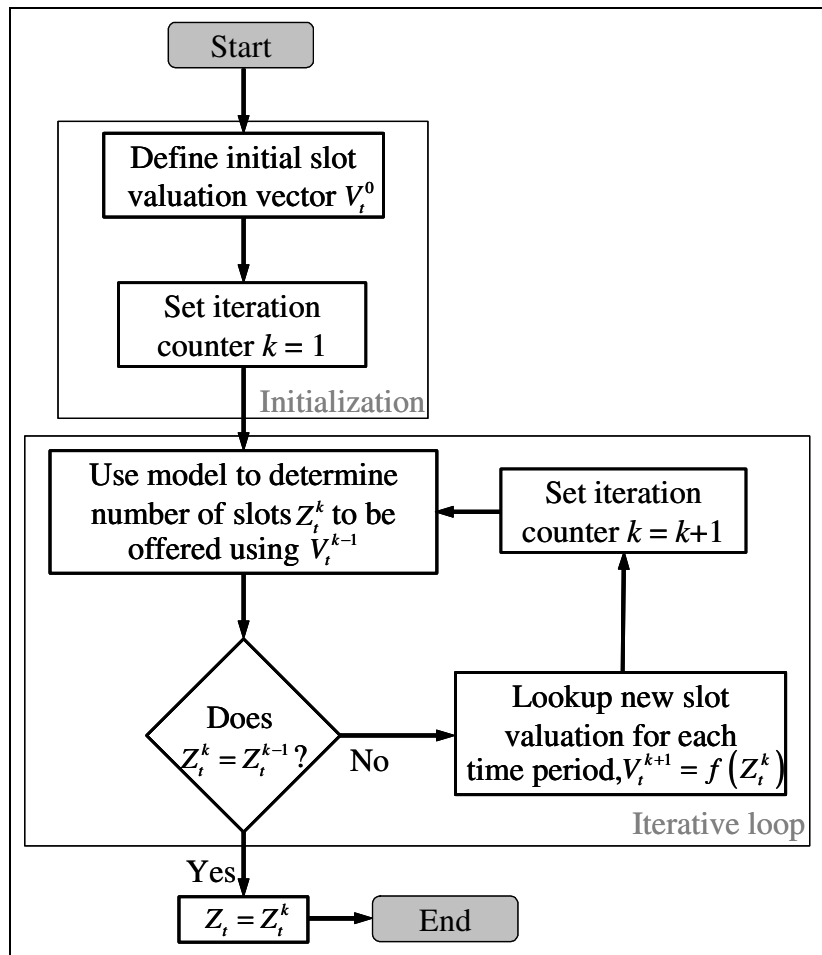 Start
Define initial slot
valuation vector V_t^0
Set iteration
counter k = 1
Initialization
Use model to determine
number of slots Z_t^k to be
offered using V_t^{k-1}
Set iteration
counter k = k+1
Does
Z_t^k = Z_t^{k-1} ?
No
Lookup new slot
valuation for each
time period, V_t^{k+1} = f(Z_t^k)
Iterative loop
Yes
Z_t = Z_t^k
End